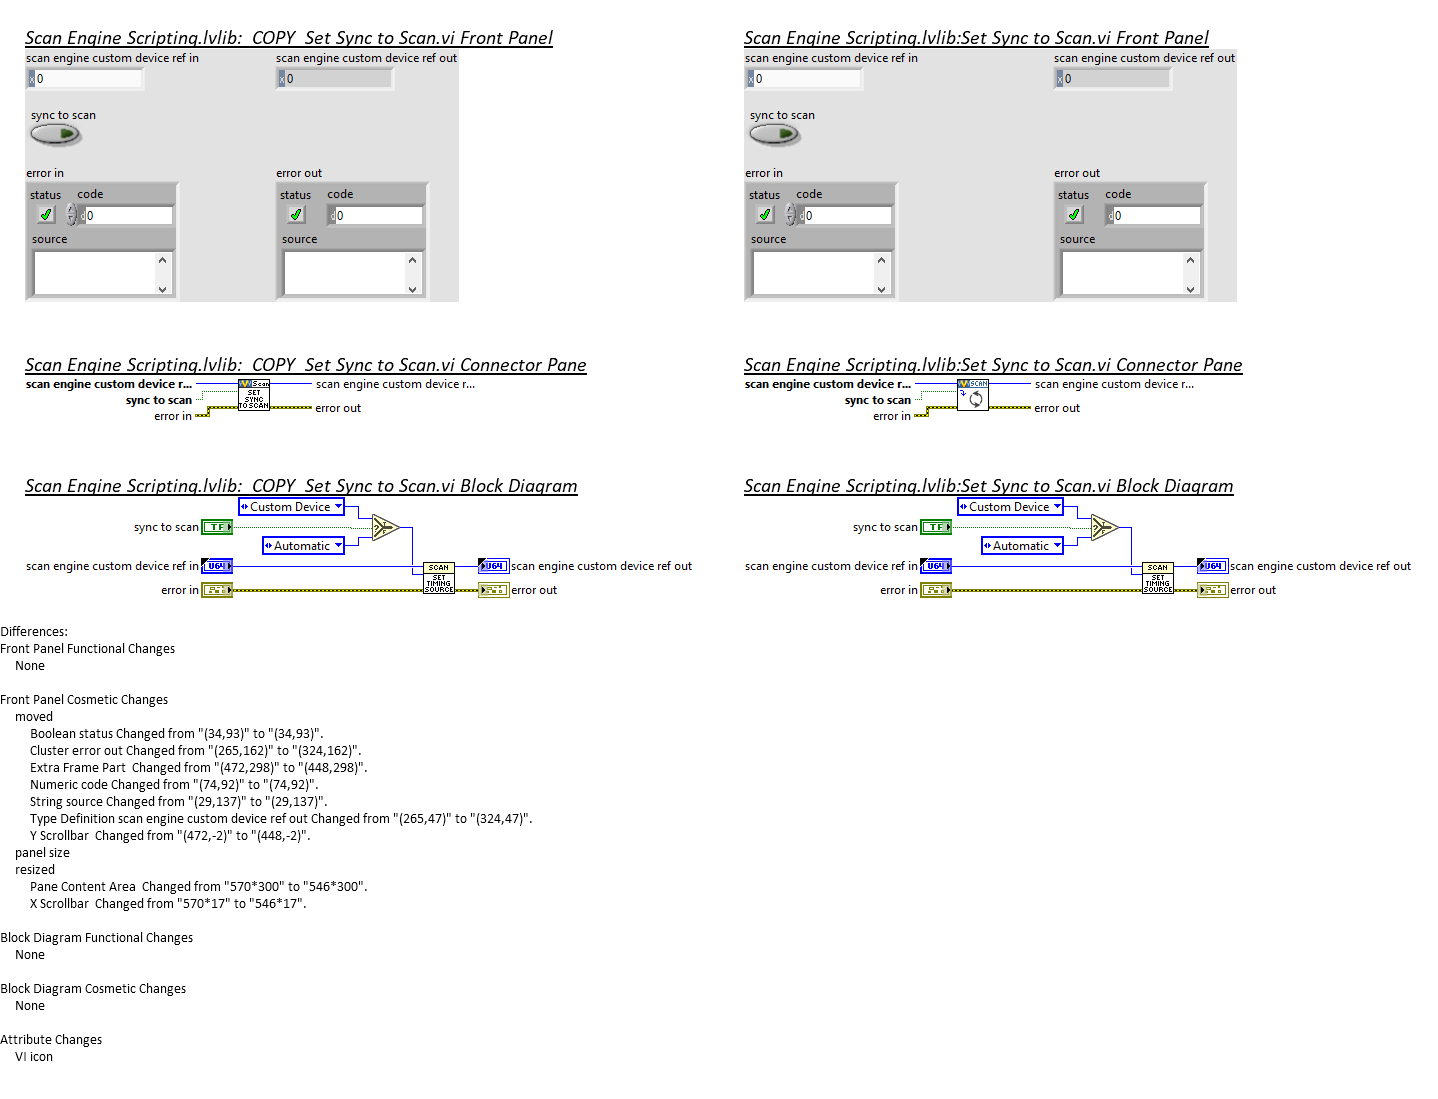 Scan Engine Scripting.lvlib:  COPY  Set Sync to Scan.vi Front Panel
scan engine custom device ref in
scan engine custom device ref out
x 0
x 0
sync to scan
error in
error out
status
code
status
code
d 0
d 0
source
source
Scan Engine Scripting.lvlib:Set Sync to Scan.vi Front Panel
scan engine custom device ref in
scan engine custom device ref out
x 0
x 0
sync to scan
error in
error out
status
code
status
code
d 0
d 0
source
source
Scan Engine Scripting.lvlib:  COPY  Set Sync to Scan.vi Connector Pane
scan engine custom device r...
sync to scan
error in
Scan
SET
SYNC
TO SCAN
scan engine custom device r...
error out
Scan Engine Scripting.lvlib:Set Sync to Scan.vi Connector Pane
scan engine custom device r...
sync to scan
error in
SCAN
scan engine custom device r...
error out
Scan Engine Scripting.lvlib:  COPY  Set Sync to Scan.vi Block Diagram
Custom Device
sync to scan
TF
? T F
Automatic
scan engine custom device ref in
U64
SCAN
SET
TIMING
SOURCE
U64
scan engine custom device ref out
error in
error out
Scan Engine Scripting.lvlib:Set Sync to Scan.vi Block Diagram
Custom Device
sync to scan
TF
? T F
Automatic
scan engine custom device ref in
U64
SCAN
SET
TIMING
SOURCE
U64
scan engine custom device ref out
error in
error out
Differences:
Front Panel Functional Changes
None
Front Panel Cosmetic Changes
moved
Boolean status Changed from "(34,93)" to "(34,93)".
Cluster error out Changed from "(265,162)" to "(324,162)".
Extra Frame Part  Changed from "(472,298)" to "(448,298)".
Numeric code Changed from "(74,92)" to "(74,92)".
String source Changed from "(29,137)" to "(29,137)".
Type Definition scan engine custom device ref out Changed from "(265,47)" to "(324,47)".
Y Scrollbar  Changed from "(472,-2)" to "(448,-2)".
panel size
resized
Pane Content Area  Changed from "570*300" to "546*300".
X Scrollbar  Changed from "570*17" to "546*17".
Block Diagram Functional Changes
None
Block Diagram Cosmetic Changes
None
Attribute Changes
VI icon